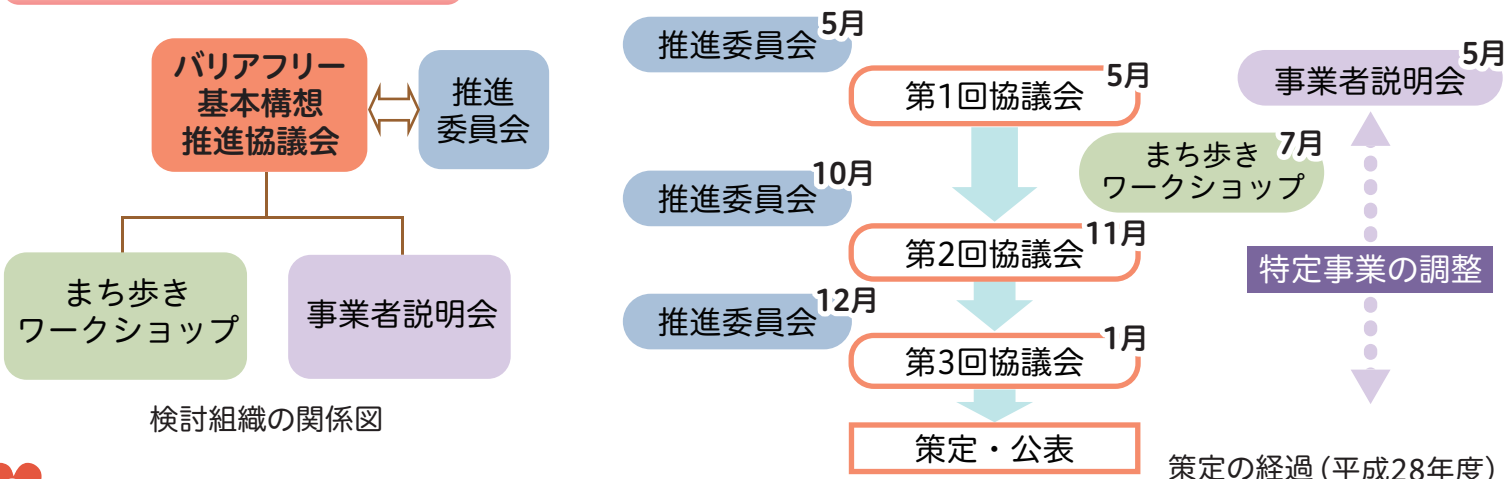 バリアフリー
基本構想
推進協議会
推進
委員会
まち歩き
ワークショップ
事業者説明会
検討組織の関係図
推進委員会 5月
第1回協議会 5月
事業者説明会 5月
まち歩き 7月
ワークショップ
推進委員会 10月
第2回協議会 11月
特定事業の調整
推進委員会 12月
第3回協議会 1月
策定・公表
策定の経過(平成28年度)